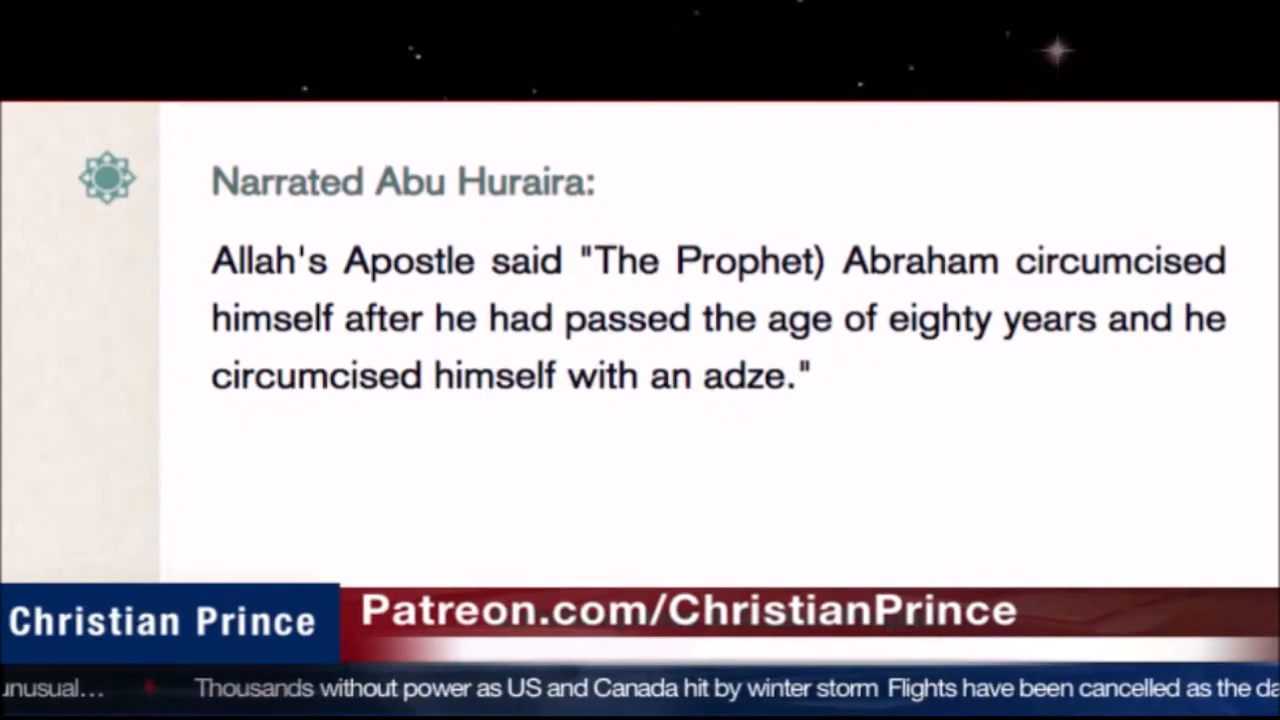 Narrated Abu Huraira:
Allah's Apostle said "The Prophet) Abraham circumcised
himself after he had passed the age of eighty years and he
circumcised himself with an adze."
Christian Prince
Patreon.com/ChristianPrince
unusual... Thousands without power as US and Canada hit by winter storm Flights have been cancelled as the da